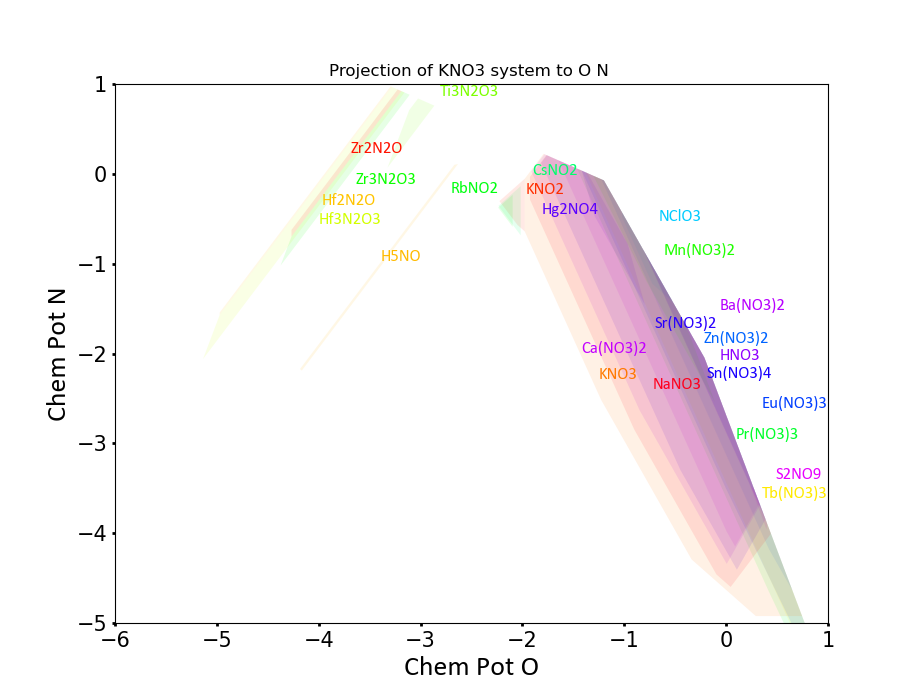 Projection of KNO3 system to O N
Ti3N2O3
Zr2N2O
CsNO2
Zr3N2O3
RbNO2
KNO2
Hf2N2O
Hg2NO4
Hf3N2O3
NClO3
Mn(NO3)2
H5NO
Ba(NO3)2
Sr(NO3)2
Zn(NO3)2
Ca(NO3)2
HNO3
KNO3
Sn(NO3)4
NaNO3
Eu(NO3)3
Pr(NO3)3
S2NO9
Tb(NO3)3
1
0
−1
−2
−3
−4
−5
Chem Pot N
−6
−5
−4
−3
−2
−1
0
1
Chem Pot O